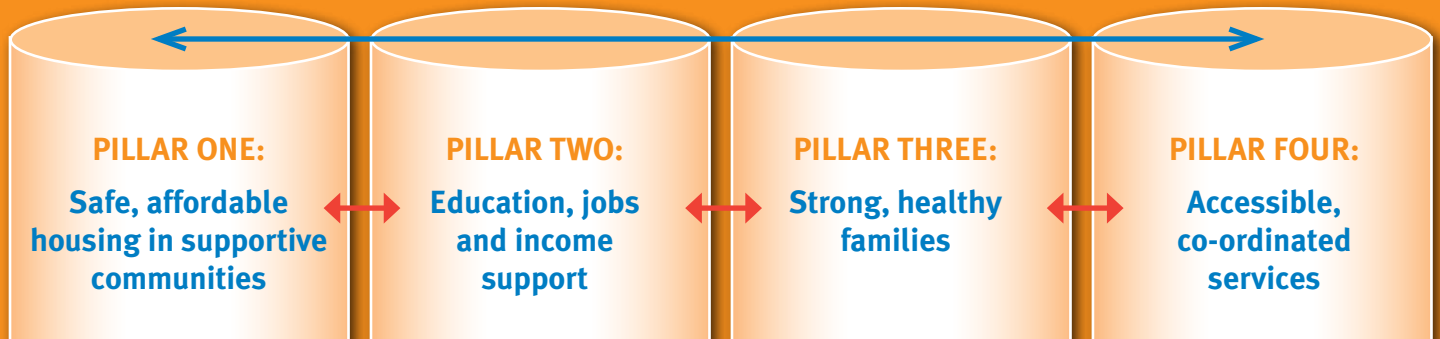 PILLAR ONE:
Safe, affordable
housing in supportive
communities
PILLAR TWO:
Education, jobs
and income
support
PILLAR THREE:
Strong, healthy
families
PILLAR FOUR:
Accessible,
co-ordinated
services